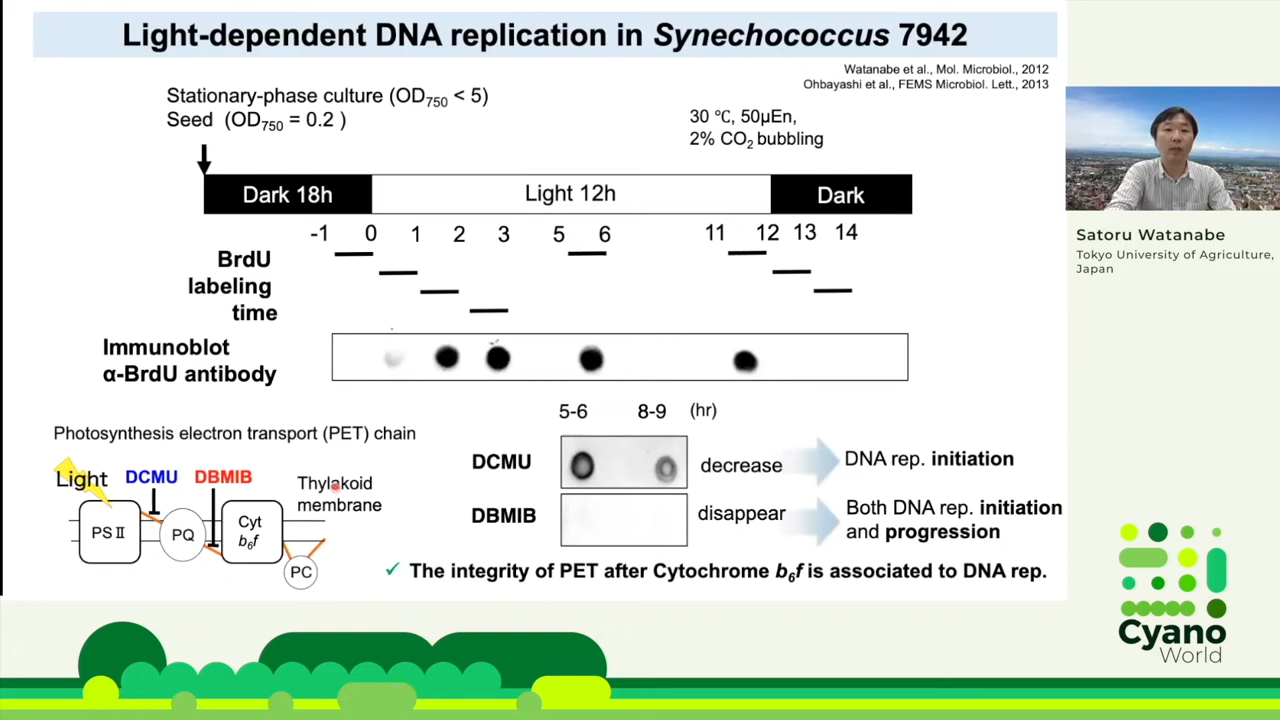 Light-dependent DNA replication in Synechococcus 7942
Watanabe et al., Mol. Microbiol., 2012
Ohbayashi et al., FEMS Microbiol. Lett., 2013
Stationary-phase culture (OD750 < 5)
Seed (OD750 = 0.2 )
30 ℃, 50µEn,
2% CO2 bubbling
Dark 18h
Light 12h
Dark
-1 0 1 2 3 5 6 11 12 13 14
BrdU
labeling
time
Immunoblot
α-BrdU antibody
5-6 8-9 (hr)
DCMU
decrease
DNA rep. initiation
DBMIB
disappear
Both DNA rep. initiation
and progression
Photosynthesis electron transport (PET) chain
Light
DCMU
DBMIB
Thylakoid
membrane
PS II
PQ
Cyt
b6f
PC
✓ The integrity of PET after Cytochrome b6f is associated to DNA rep.
Satoru Watanabe
Tokyo University of Agriculture,
Japan
Cyano
World